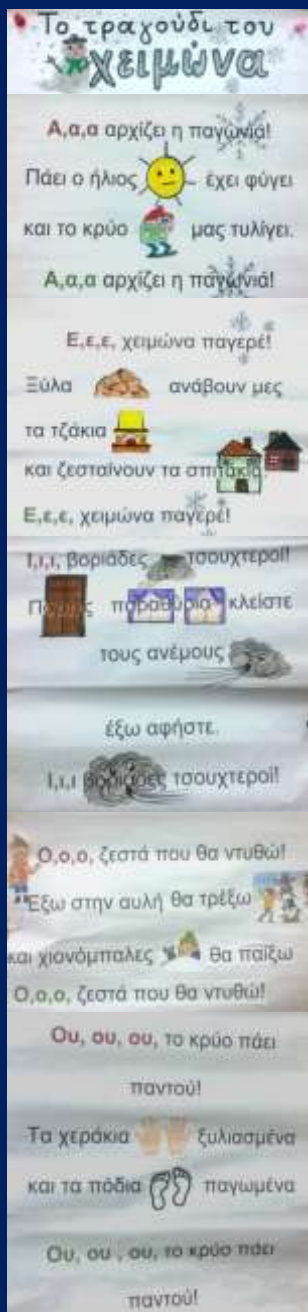 Το τραγούδι του
χειμώνα
Α,α,α αρχίζει η παγωνιά!
Πάει ο ήλιος έχει φύγει
και το κρύο μας τυλίγει.
Α,α,α αρχίζει η παγωνιά!
Ε,ε,ε, χειμώνα παγερέ!
Ξύλα ανάβουν μες
τα τζάκια
και ζεσταίνουν τα σπιτάκια.
Ε,ε,ε, χειμώνα παγερέ!
Ι,ι,ι, βοριάδες τσουχτεροί!
Πόρτες παραθύρια κλείστε
τους ανέμους
έξω αφήστε.
Ι,ι,ι βοριάδες τσουχτεροί!
Ο,ο,ο, ζεστά που θα ντυθώ!
Έξω στην αυλή θα τρέξω
και χιονόμπαλες θα παίξω
Ο,ο,ο, ζεστά που θα ντυθώ!
Ου, ου, ου, το κρύο πάει
παντού!
Τα χεράκια ξυλιασμένα
και τα πόδια παγωμένα
Ου, ου , ου, το κρύο πάει
παντού!